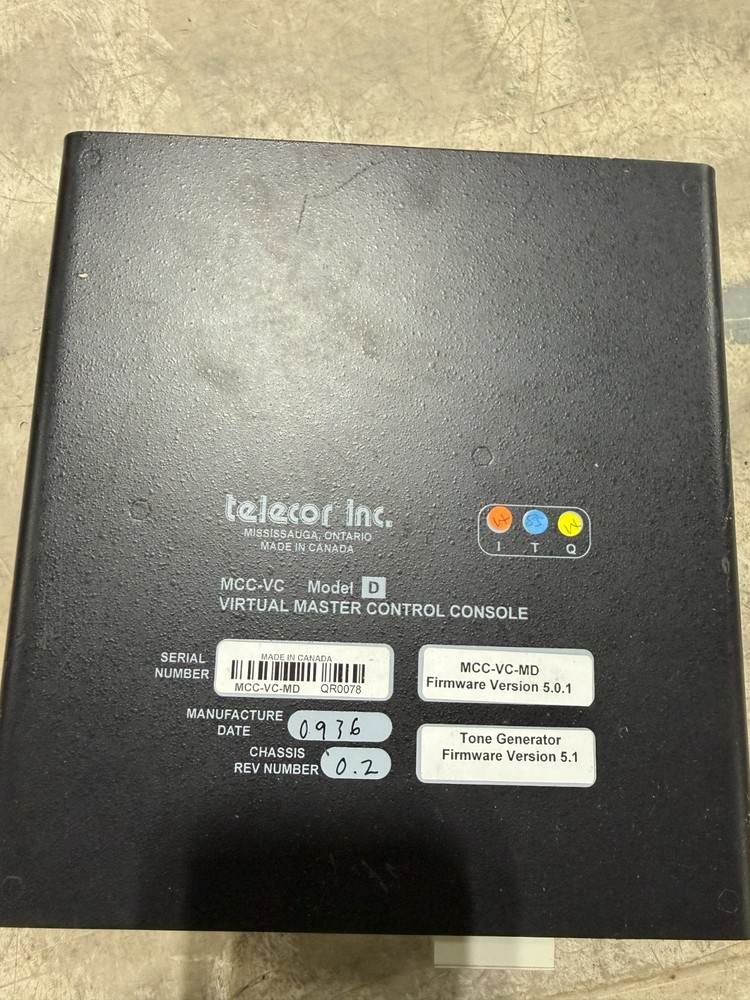 telecor inc.
MISSISSAUGA, ONTARIO
MADE IN CANADA
I T Q
MCC-VC Model D
VIRTUAL MASTER CONTROL CONSOLE
SERIAL
NUMBER
MADE IN CANADA
MCC-VC-MD QR0078
MCC-VC-MD
Firmware Version 5.0.1
MANUFACTURE
DATE
0936
CHASSIS
REV NUMBER
0.2
Tone Generator
Firmware Version 5.1